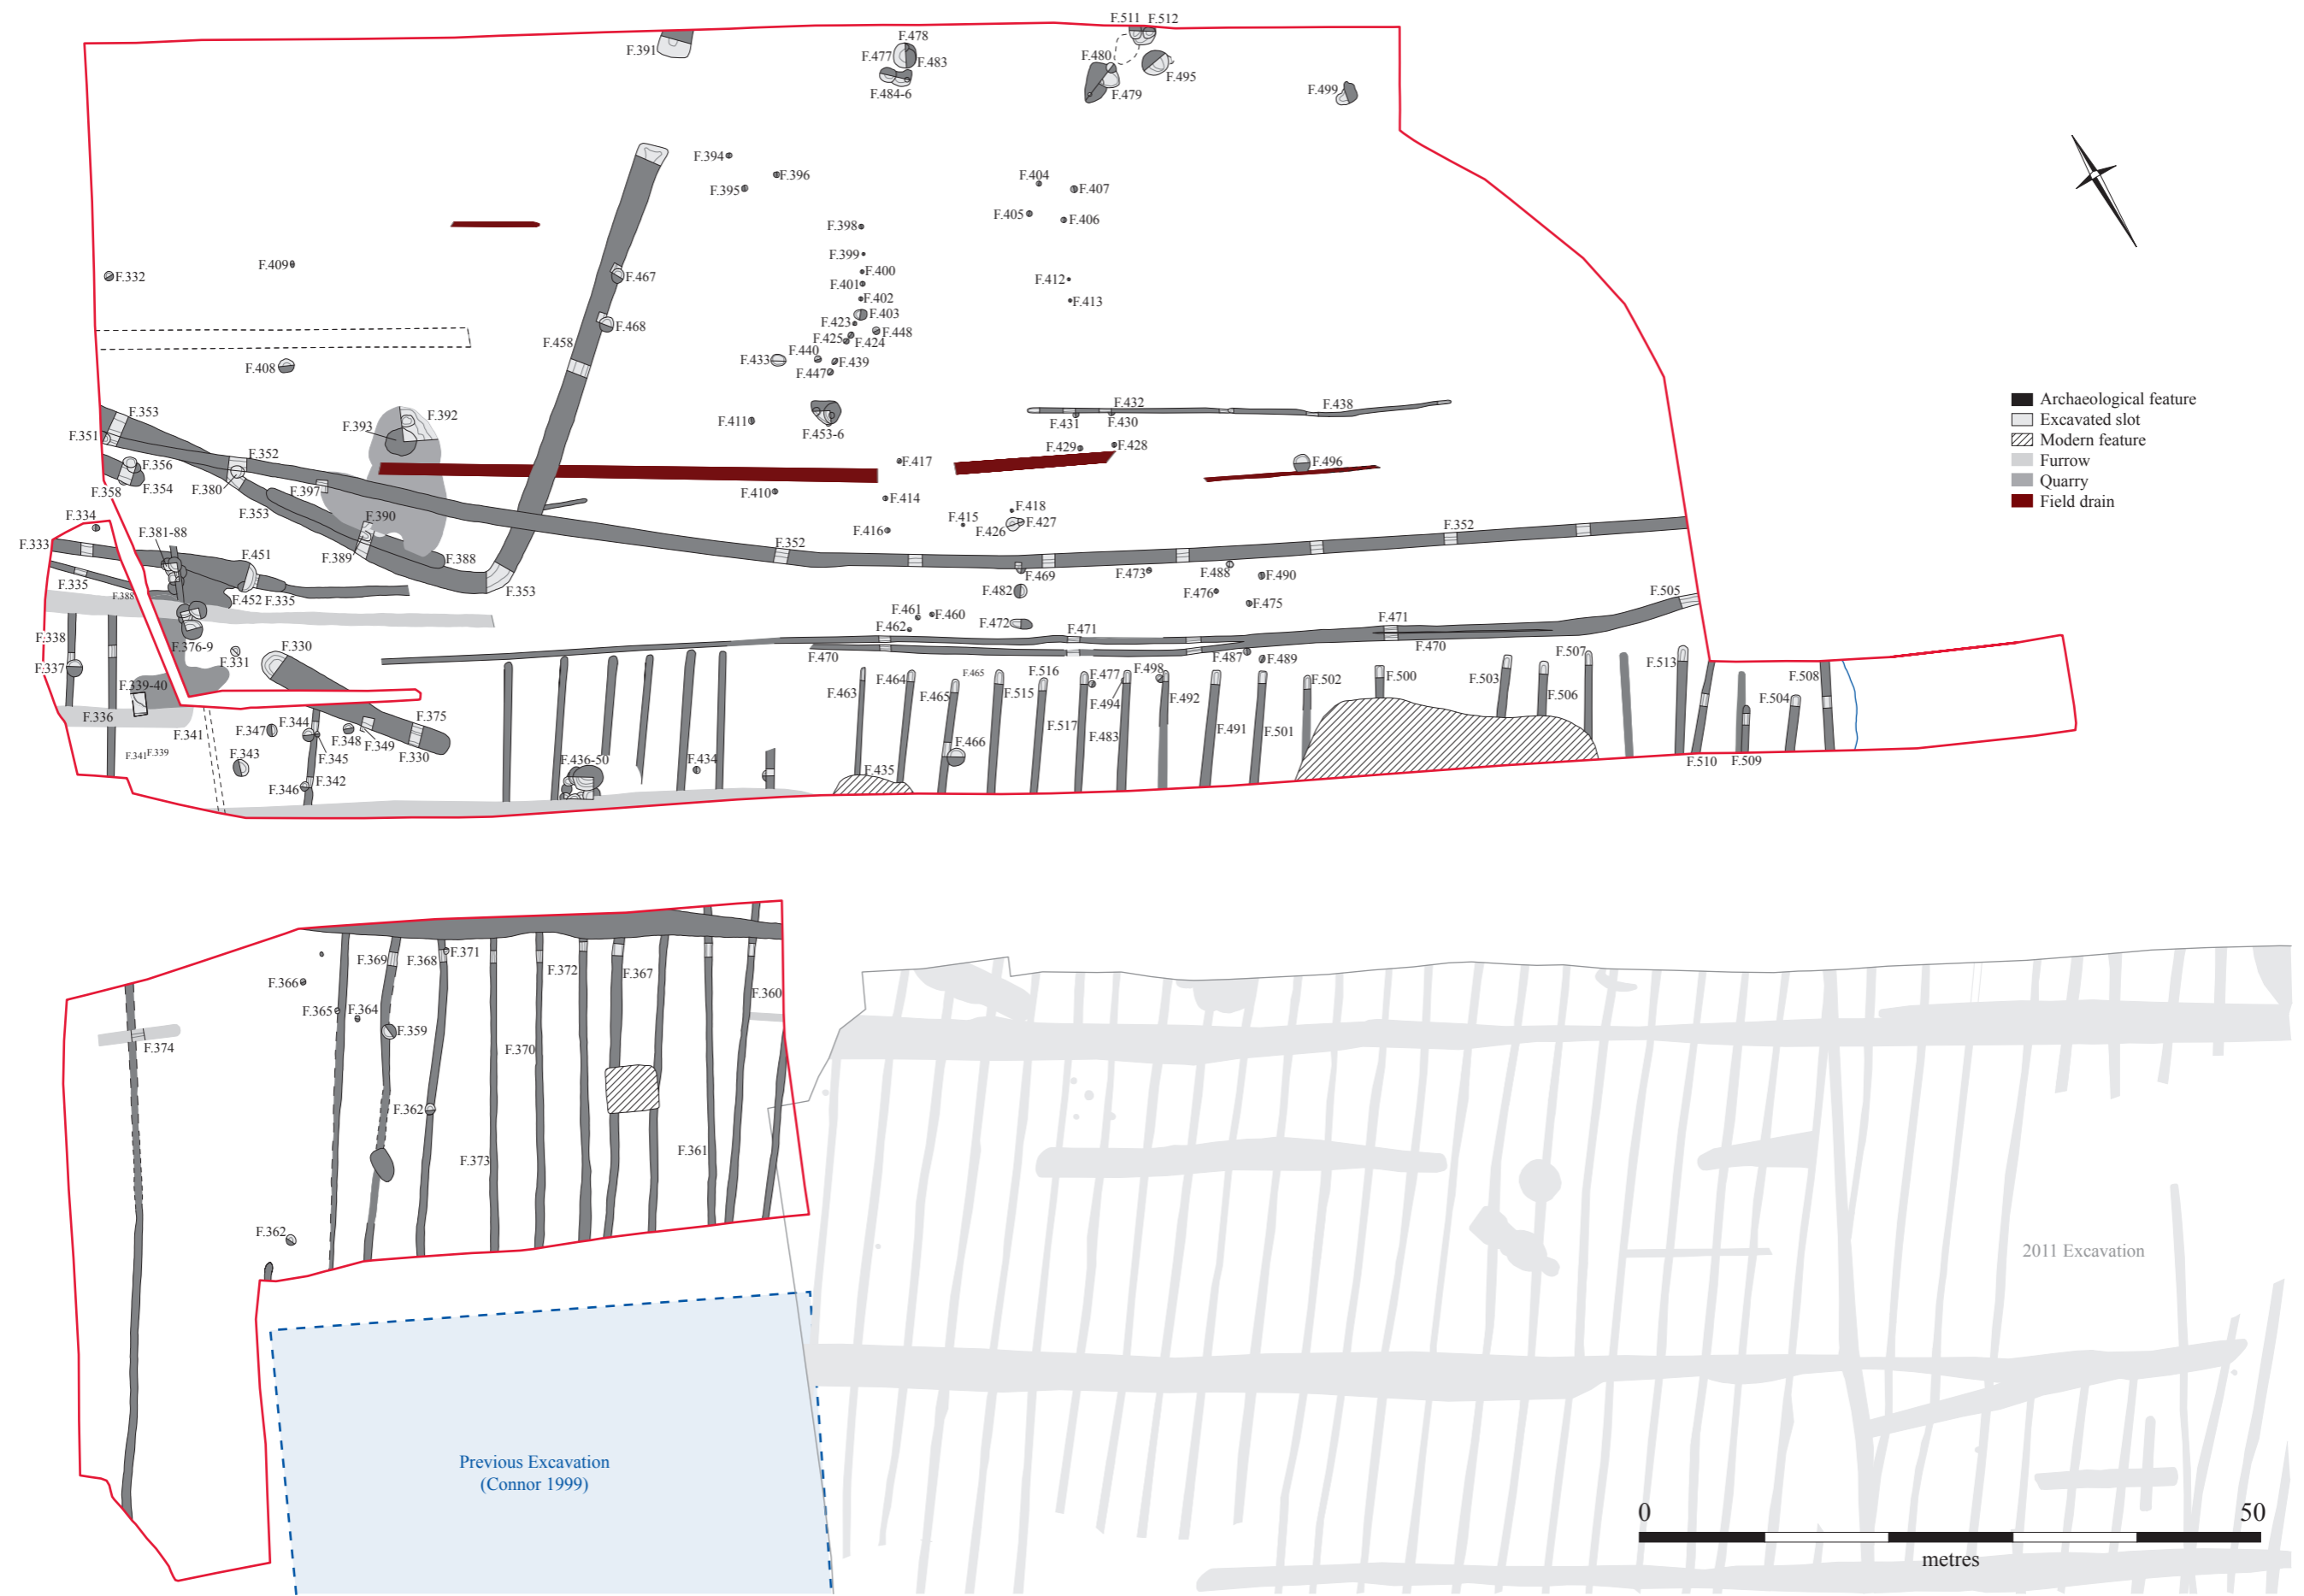 F.511 F.512
F.478
F.391
F.477
F.483
F.480
F.495
F.484-6
F.479
F.499
F.394
F.396
F.395
F.404
F.407
F.405
F.406
F.398
F.399
F.400
F.409
F.332
F.467
F.401
F.412
F.402
F.413
F.403
F.468
F.423
F.448
F.458
F.425
F.424
F.440
F.433
F.439
F.408
F.447
Archaeological feature
Excavated slot
Modern feature
Furrow
Quarry
Field drain
F.353
F.392
F.432
F.438
F.393
F.411
F.431
F.430
F.351
F.453-6
F.429
F.428
F.352
F.356
F.417
F.496
F.354
F.380
F.397
F.410
F.414
F.358
F.353
F.418
F.334
F.390
F.415
F.427
F.352
F.381-88
F.416
F.426
F.333
F.352
F.451
F.389
F.388
F.469
F.473
F.488
F.490
F.335
F.353
F.482
F.476
F.505
F.388
F.452
F.335
F.461
F.460
F.475
F.462
F.472
F.471
F.471
F.338
F.376-9
F.331
F.330
F.470
F.470
F.487
F.489
F.507
F.337
F.465
F.516
F.477
F.498
F.513
F.463
F.464
F.465
F.515
F.494
F.492
F.502
F.500
F.503
F.506
F.508
F.339-40
F.504
F.336
F.341
F.347
F.344
F.375
F.517
F.483
F.491
F.501
F.348
F.349
F.341
F.339
F.343
F.345
F.330
F.466
F.436-50
F.434
F.435
F.510
F.509
F.346
F.342
F.369
F.368
F.371
F.372
F.367
F.366
F.360
F.365
F.364
F.359
F.374
F.370
F.362
F.373
F.361
F.362
2011 Excavation
Previous Excavation
(Connor 1999)
0
50
metres